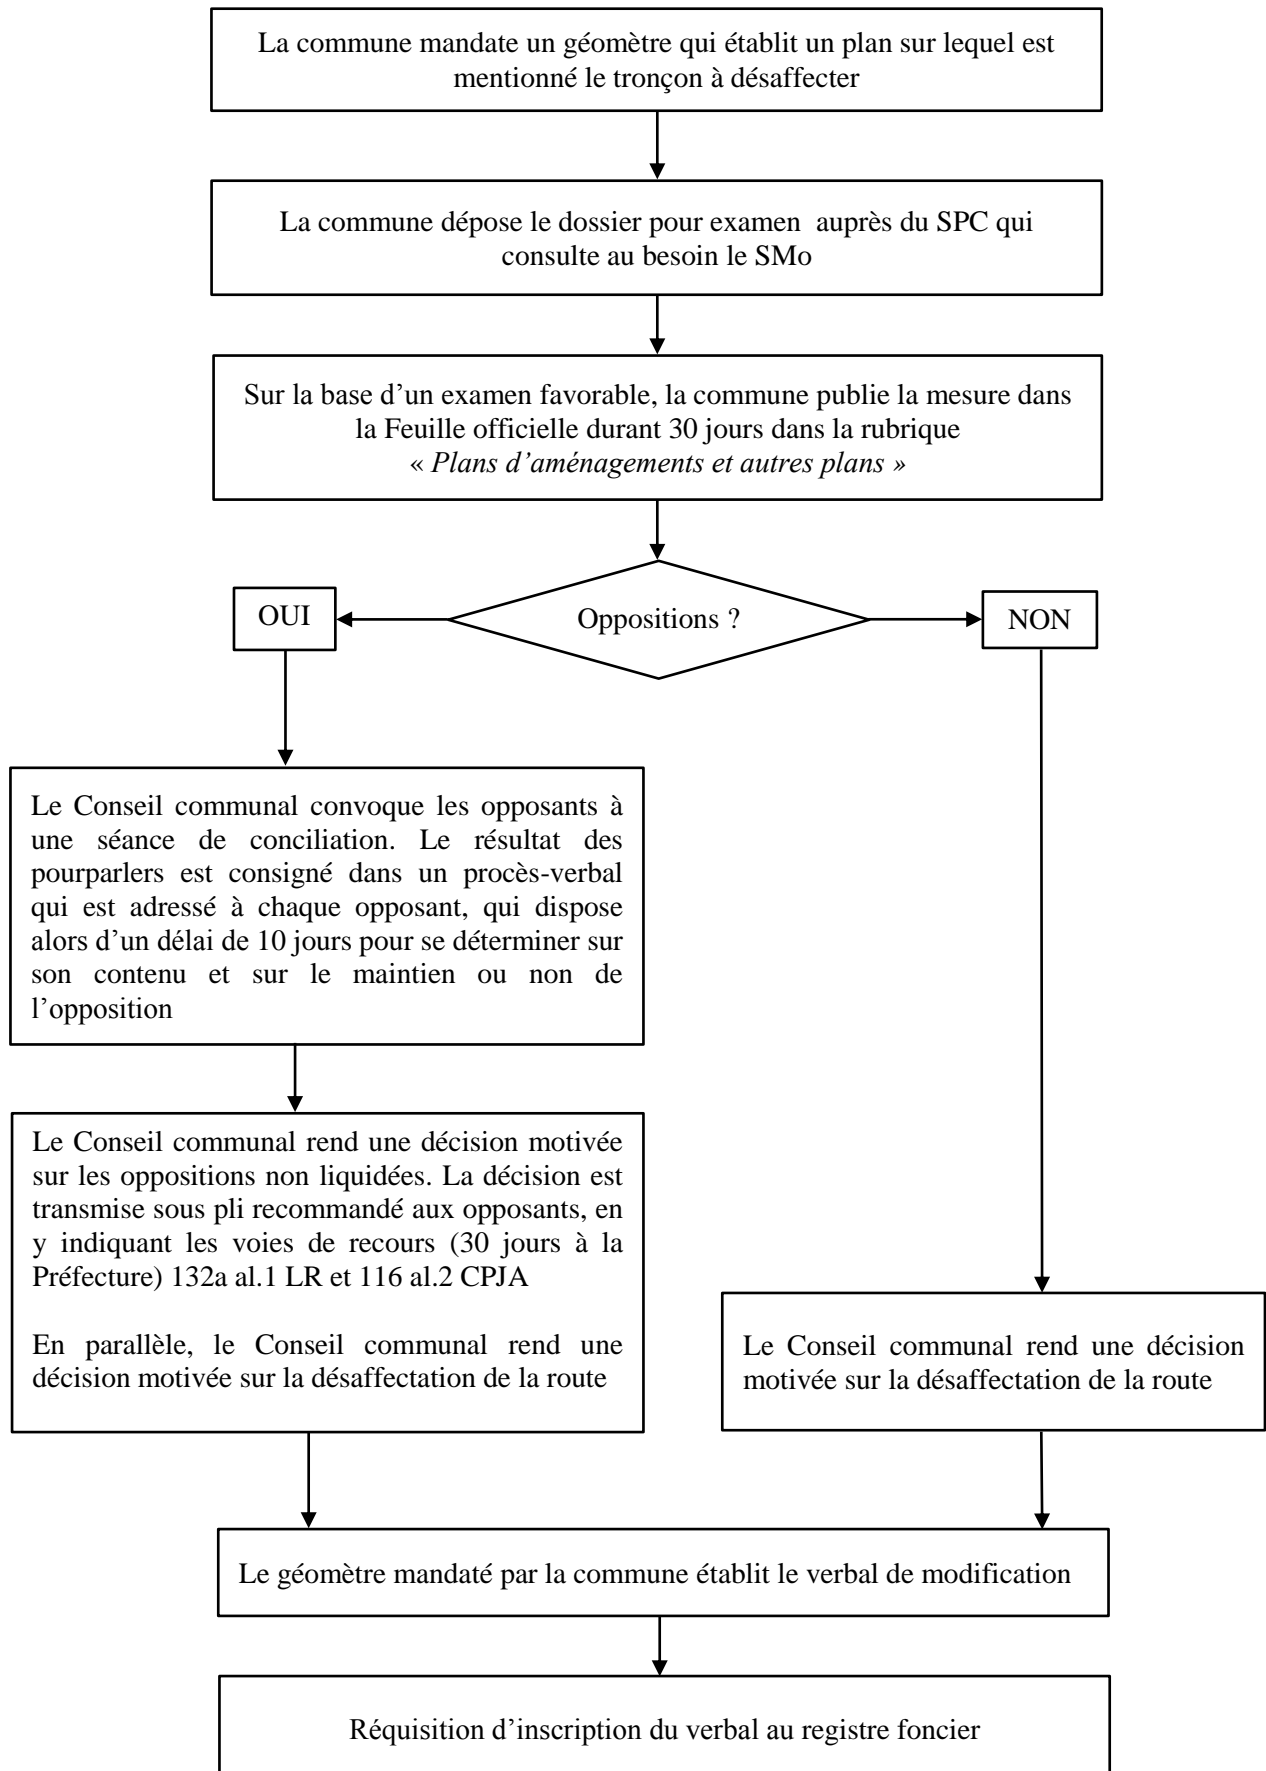 La commune mandate un géomètre qui établit un plan sur lequel est
mentionné le tronçon à désaffecter
La commune dépose le dossier pour examen  auprès du SPC qui
consulte au besoin le SMo
Sur la base d’un examen favorable, la commune publie la mesure dans
la Feuille officielle durant 30 jours dans la rubrique
« Plans d’aménagements et autres plans »
Oppositions ?
OUI
NON
Le Conseil communal convoque les opposants à
une séance de conciliation. Le résultat des
pourparlers est consigné dans un procès-verbal
qui est adressé à chaque opposant, qui dispose
alors d’un délai de 10 jours pour se déterminer sur
son contenu et sur le maintien ou non de
l’opposition
Le Conseil communal rend une décision motivée
sur les oppositions non liquidées. La décision est
transmise sous pli recommandé aux opposants, en
y indiquant les voies de recours (30 jours à la
Préfecture) 132a al.1 LR et 116 al.2 CPJA
En parallèle, le Conseil communal rend une
décision motivée sur la désaffectation de la route
Le Conseil communal rend une décision
motivée sur la désaffectation de la route
Le géomètre mandaté par la commune établit le verbal de modification
Réquisition d’inscription du verbal au registre foncier